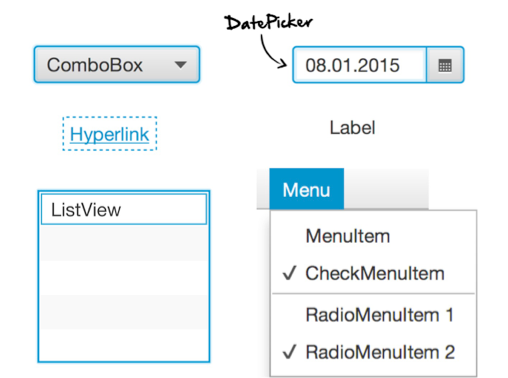 DatePicker
ComboBox
08.01.2015
Hyperlink
Label
ListView
Menu
MenuItem
CheckMenuItem
RadioMenuItem 1
RadioMenuItem 2